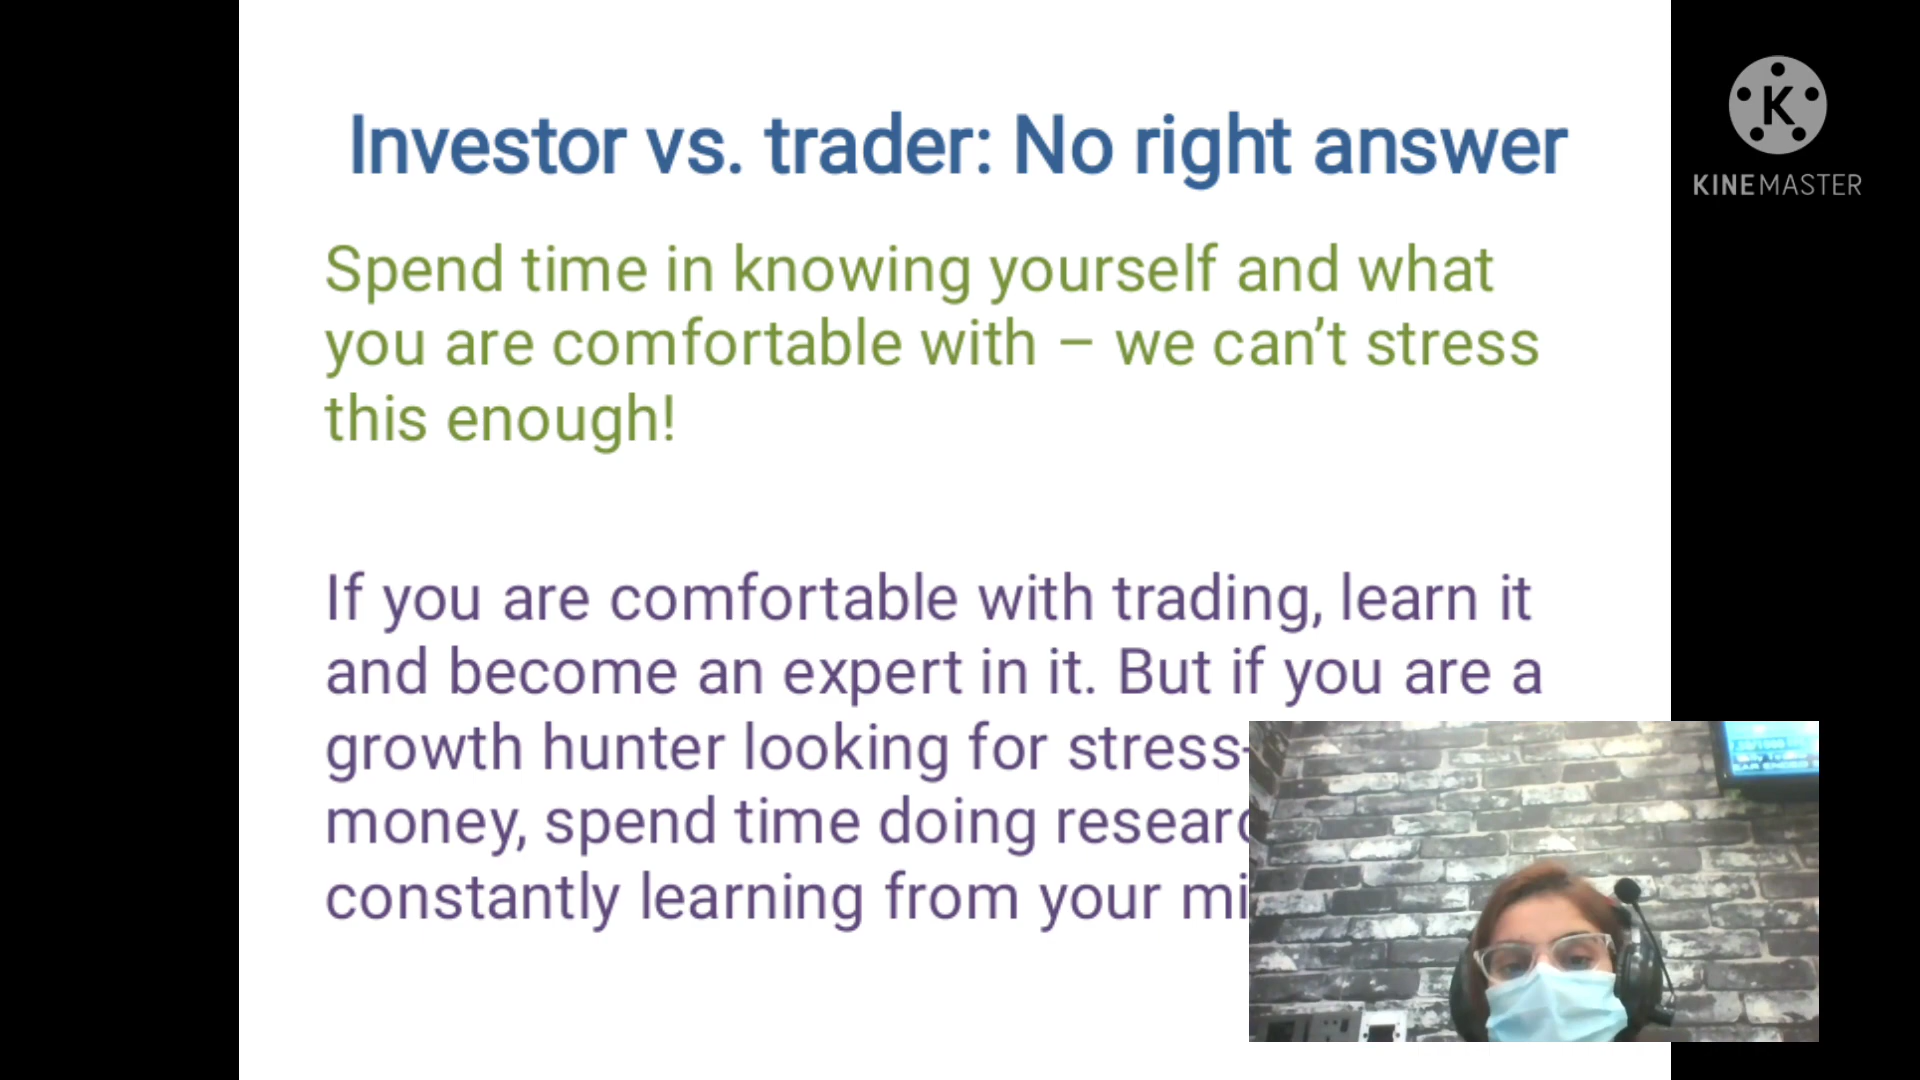 Investor vs. trader: No right answer
Spend time in knowing yourself and what
you are comfortable with – we can't stress
this enough!
If you are comfortable with trading, learn it
and become an expert in it. But if you are a
growth hunter looking for stress-
money, spend time doing
constantly learning from your
KINEMASTER